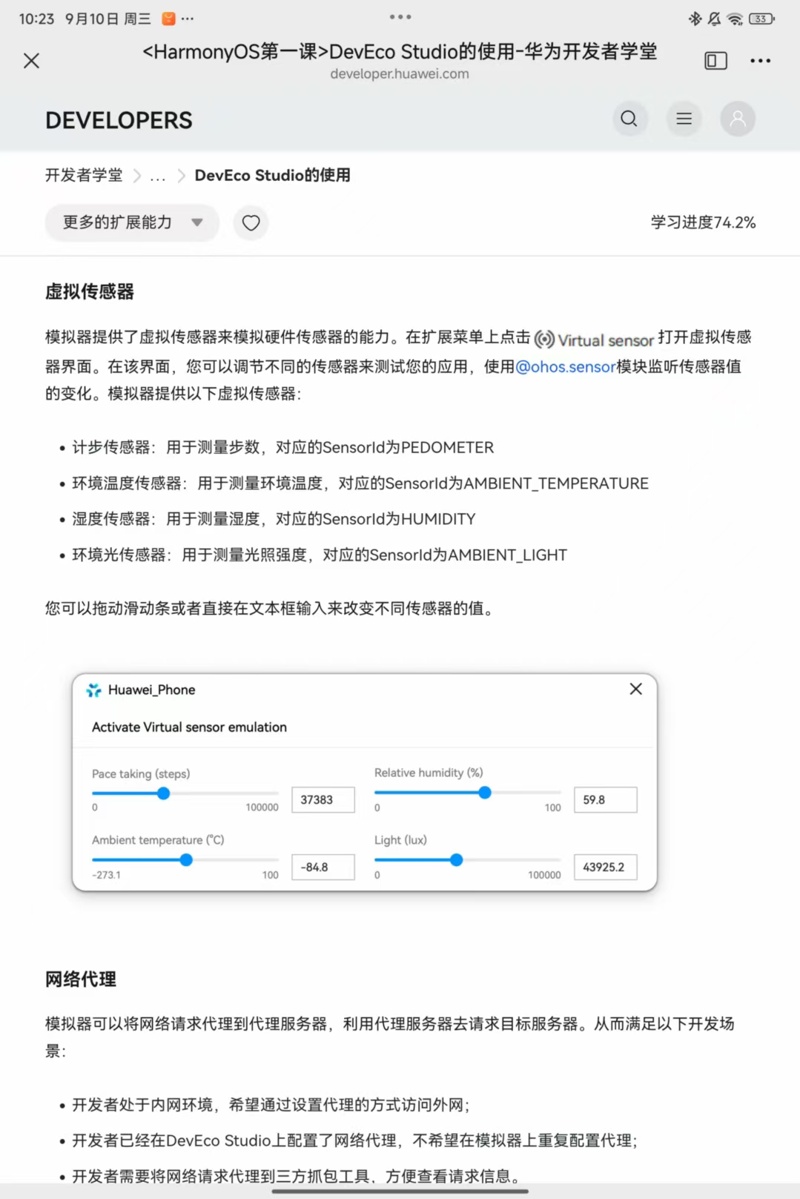 10:23 9月10日 周三
33
<HarmonyOS第一课>DevEco Studio的使用-华为开发者学堂
developer.huawei.com
DEVELOPERS
开发者学堂 > ... > DevEco Studio的使用
更多的扩展能力
学习进度74.2%
虚拟传感器
模拟器提供了虚拟传感器来模拟硬件传感器的能力。在扩展菜单上点击 Virtual sensor 打开虚拟传感
器界面。在该界面，您可以调节不同的传感器来测试您的应用，使用@ohos.sensor模块监听传感器值
的变化。模拟器提供以下虚拟传感器：
• 计步传感器：用于测量步数，对应的SensorId为PEDOMETER
• 环境温度传感器：用于测量环境温度，对应的SensorId为AMBIENT_TEMPERATURE
• 湿度传感器：用于测量湿度，对应的SensorId为HUMIDITY
• 环境光传感器：用于测量光照强度，对应的SensorId为AMBIENT_LIGHT
您可以拖动滑动条或者直接在文本框输入来改变不同传感器的值。
Huawei_Phone
Activate Virtual sensor emulation
Pace taking (steps)
0 100000 37383
Relative humidity (%)
0 100 59.8
Ambient temperature (℃)
-273.1 100 -84.8
Light (lux)
0 100000 43925.2
网络代理
模拟器可以将网络请求代理到代理服务器，利用代理服务器去请求目标服务器。从而满足以下开发场
景：
• 开发者处于内网环境，希望通过设置代理的方式访问外网；
• 开发者已经在DevEco Studio上配置了网络代理，不希望在模拟器上重复配置代理；
• 开发者需要将网络请求代理到三方抓包工具，方便查看请求信息。